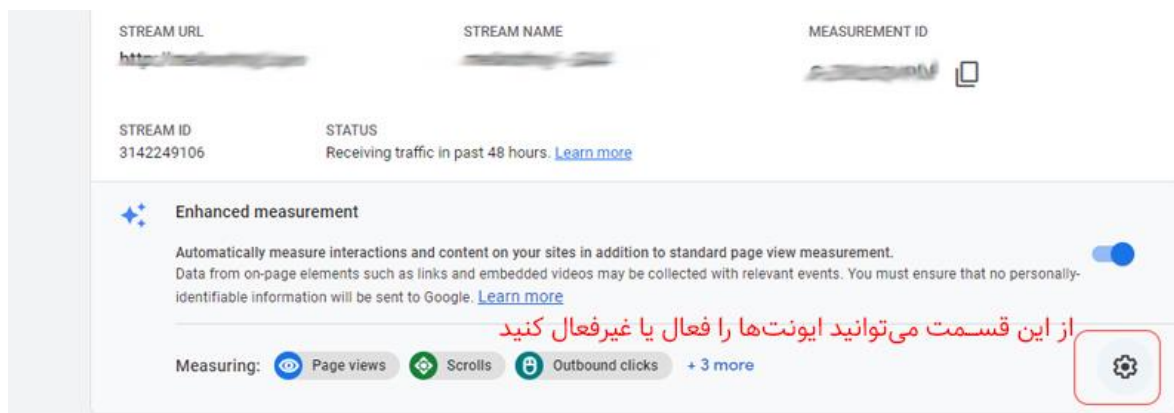 STREAM URL STREAM NAME MEASUREMENT ID
STREAM ID STATUS
3142249106 Receiving traffic in past 48 hours. Learn more
Enhanced measurement
Automatically measure interactions and content on your sites in addition to standard page view measurement.
Data from on-page elements such as links and embedded videos may be collected with relevant events. You must ensure that no personally-
identifiable information will be sent to Google. Learn more
از این قسمت می‌توانید ایونت‌ها را فعال یا غیرفعال کنید
Measuring: Page views Scrolls Outbound clicks + 3 more